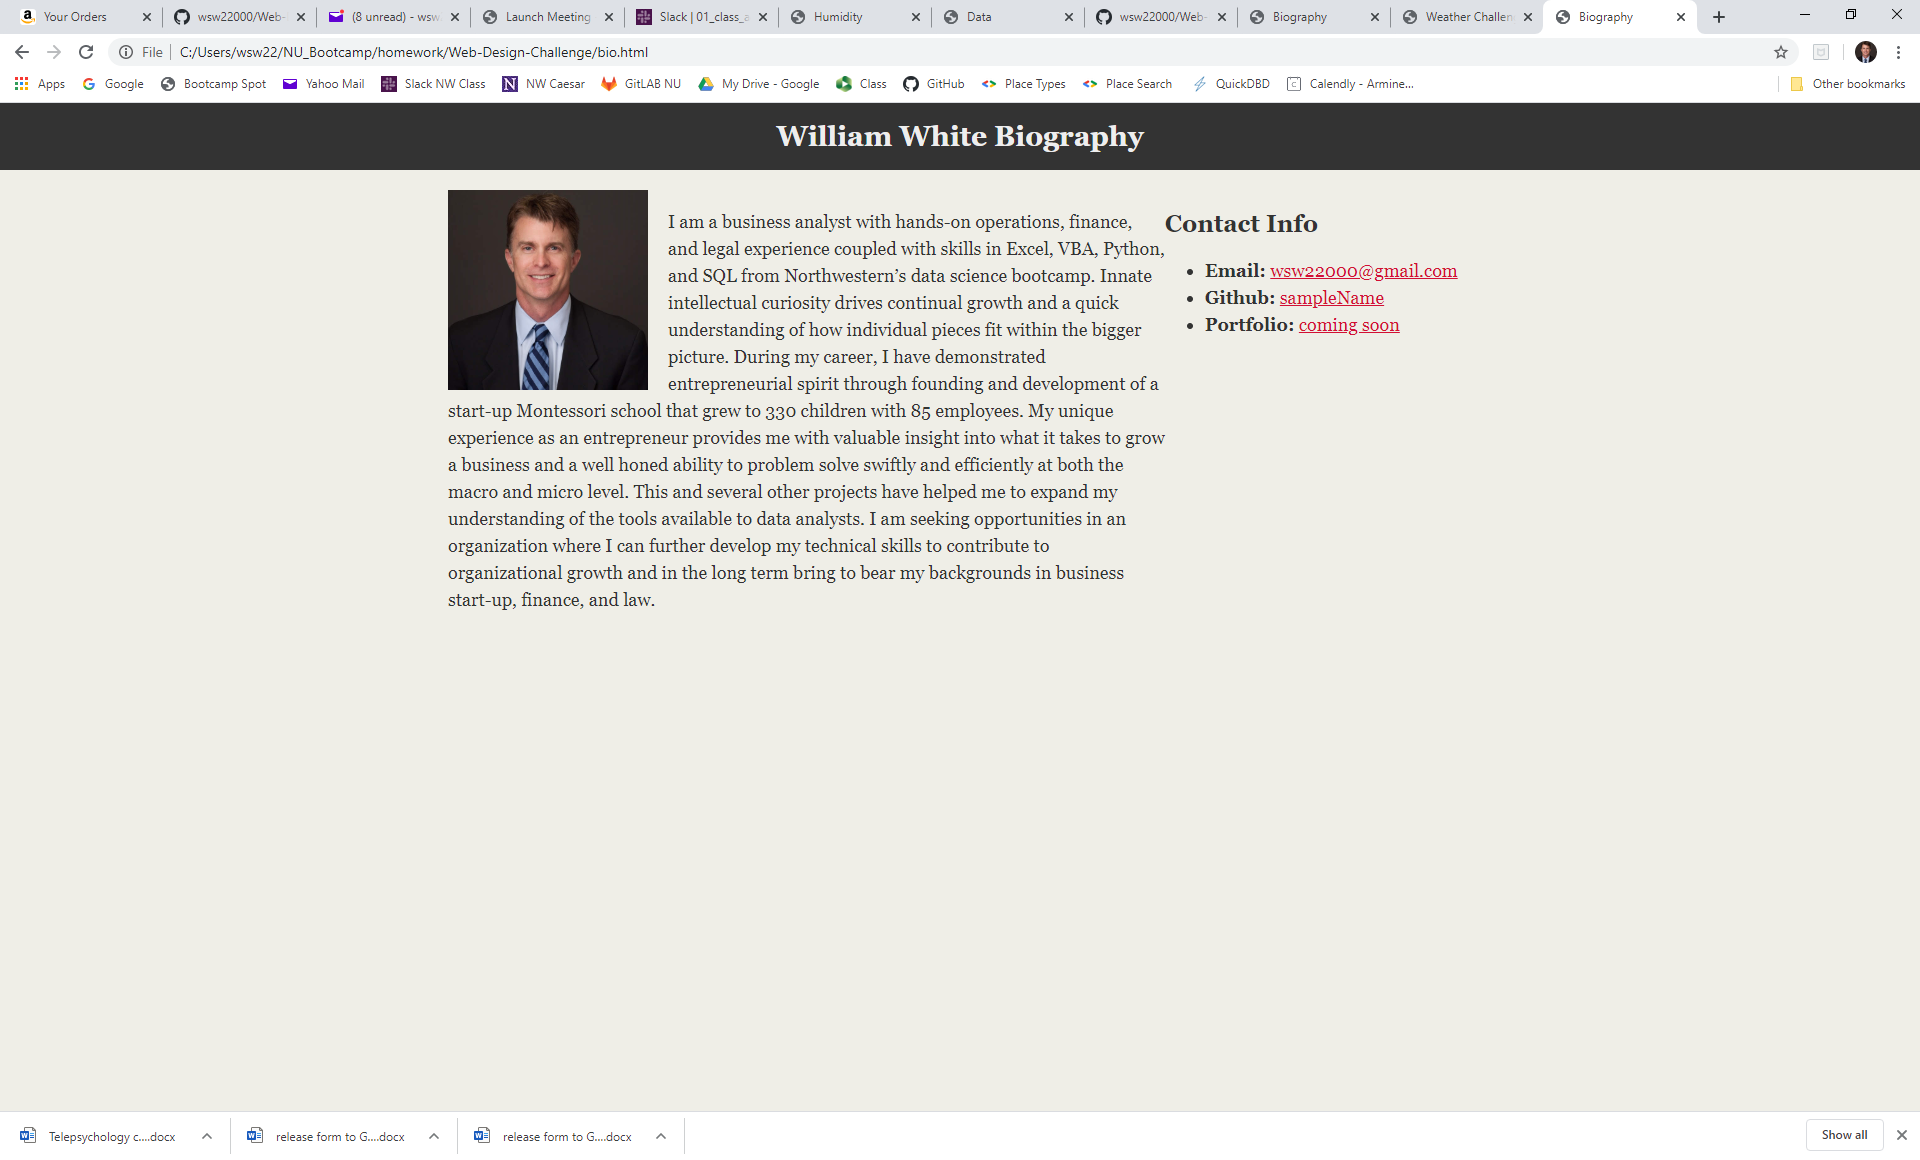 Your Orders
wsw22000/Web-
(8 unread) - wsw
Launch Meeting
Slack | 01_class_a
Humidity
Data
wsw22000/Web-
Biography
Weather Challen
Biography
File
C:/Users/wsw22/NU_Bootcamp/homework/Web-Design-Challenge/bio.html
Apps
Google
Bootcamp Spot
Yahoo Mail
Slack NW Class
NW Caesar
GitLAB NU
My Drive - Google
Class
GitHub
Place Types
Place Search
QuickDBD
Calendly - Armine...
Other bookmarks
William White Biography
I am a business analyst with hands-on operations, finance,
and legal experience coupled with skills in Excel, VBA, Python,
and SQL from Northwestern’s data science bootcamp. Innate
intellectual curiosity drives continual growth and a quick
understanding of how individual pieces fit within the bigger
picture. During my career, I have demonstrated
entrepreneurial spirit through founding and development of a
start-up Montessori school that grew to 330 children with 85 employees. My unique
experience as an entrepreneur provides me with valuable insight into what it takes to grow
a business and a well honed ability to problem solve swiftly and efficiently at both the
macro and micro level. This and several other projects have helped me to expand my
understanding of the tools available to data analysts. I am seeking opportunities in an
organization where I can further develop my technical skills to contribute to
organizational growth and in the long term bring to bear my backgrounds in business
start-up, finance, and law.
Contact Info
Email: wsw22000@gmail.com
Github: sampleName
Portfolio: coming soon
Telepsychology c....docx
release form to G....docx
release form to G....docx
Show all